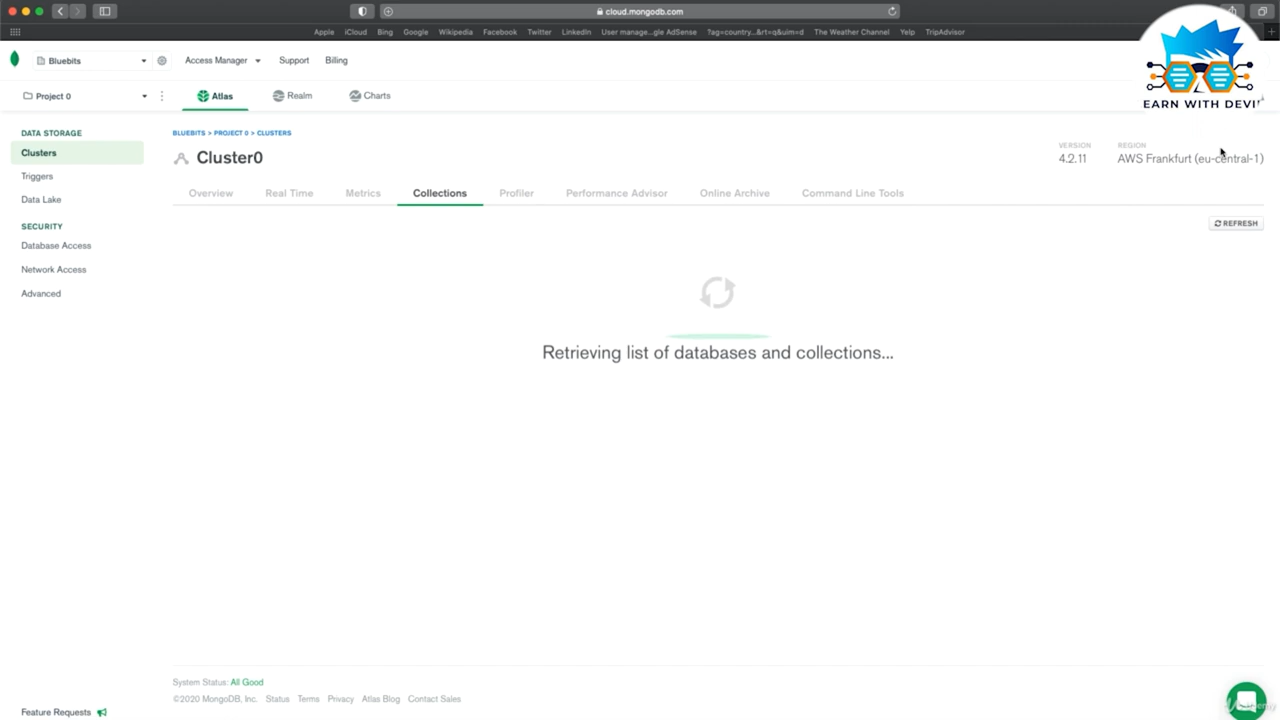 cloud.mongodb.com
Apple iCloud Bing Google Wikipedia Facebook Twitter LinkedIn User manage...gle AdSense ?ag=country...&rt=q&uim=d The Weather Channel Yelp TripAdvisor
Bluebits Access Manager Support Billing
EARN WITH
Project 0 Atlas Realm Charts
DATA STORAGE
Clusters
Triggers
Data Lake
SECURITY
Database Access
Network Access
Advanced
BLUEBITS > PROJECT 0 > CLUSTERS
Cluster0
VERSION
4.2.11
REGION
AWS Frankfurt (eu-central-1)
Overview Real Time Metrics Collections Profiler Performance Advisor Online Archive Command Line Tools
REFRESH
Retrieving list of databases and collections...
System Status: All Good
©2020 MongoDB, Inc. Status Terms Privacy Atlas Blog Contact Sales
Feature Requests